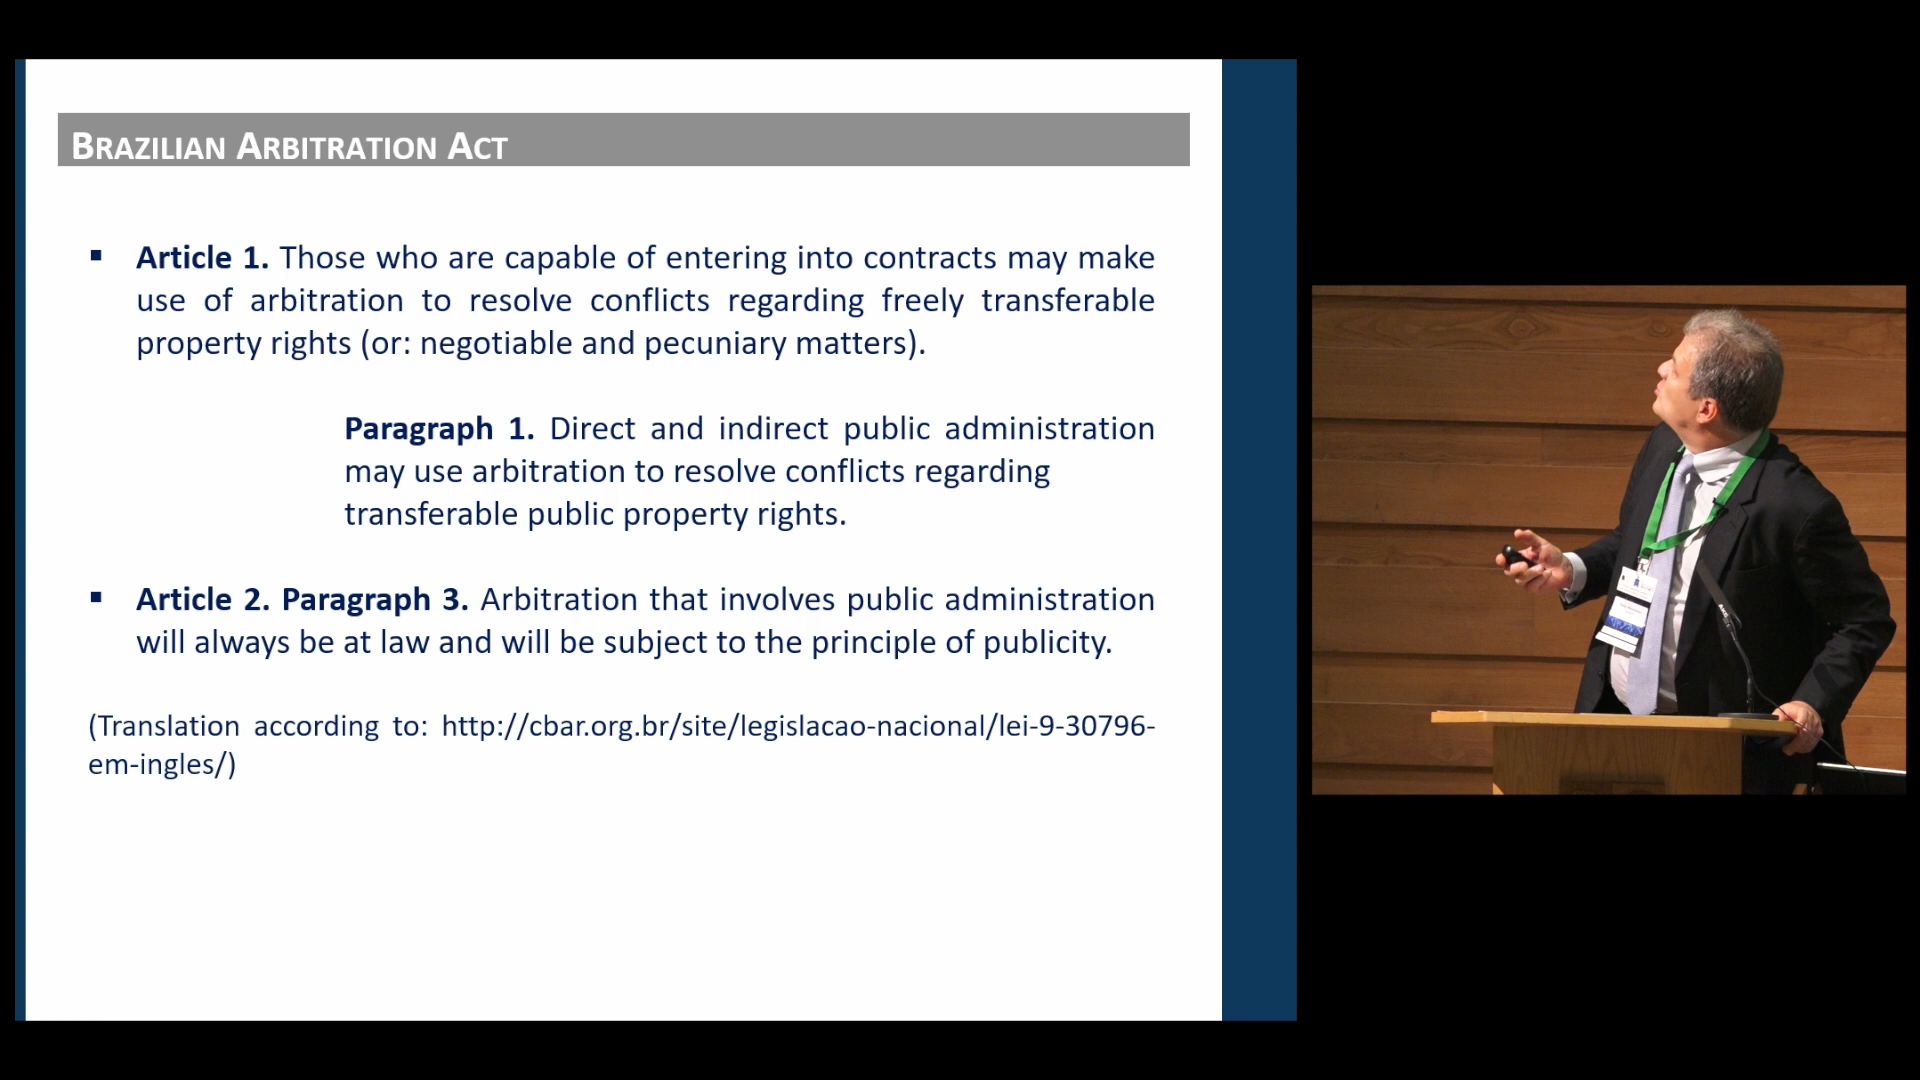 BRAZILIAN ARBITRATION ACT
▪ Article 1. Those who are capable of entering into contracts may make
use of arbitration to resolve conflicts regarding freely transferable
property rights (or: negotiable and pecuniary matters).
Paragraph 1. Direct and indirect public administration
may use arbitration to resolve conflicts regarding
transferable public property rights.
▪ Article 2. Paragraph 3. Arbitration that involves public administration
will always be at law and will be subject to the principle of publicity.
(Translation according to: http://cbar.org.br/site/legislacao-nacional/lei-9-30796-
em-ingles/)